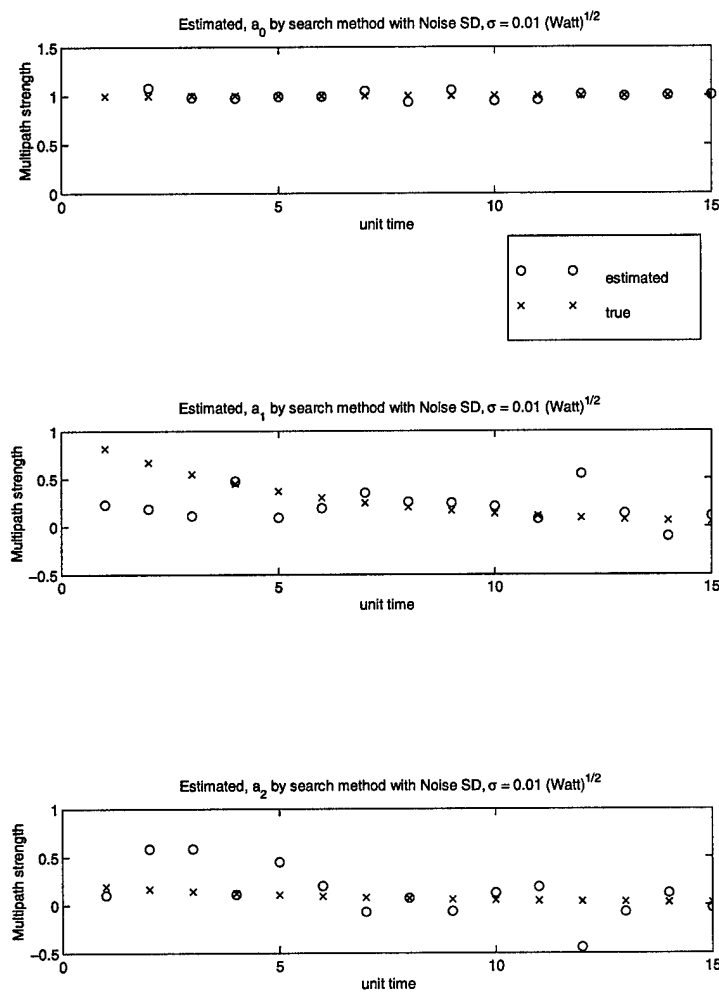 Estimated, a0 by search method with Noise SD, σ = 0.01 (Watt)1/2
1.5
1
0.5
0
Multipath strength
0
5
10
15
unit time
estimated
true
Estimated, a1 by search method with Noise SD, σ = 0.01 (Watt)1/2
1
0.5
0
−0.5
Multipath strength
0
5
10
15
unit time
Estimated, a2 by search method with Noise SD, σ = 0.01 (Watt)1/2
1
0.5
0
−0.5
Multipath strength
0
5
10
15
unit time